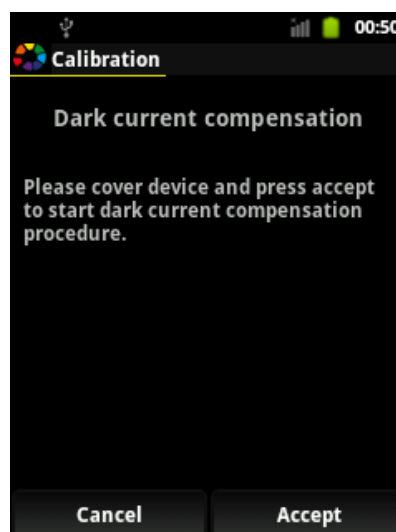 00:50
Calibration
Dark current compensation
Please cover device and press accept
to start dark current compensation
procedure.
Cancel Accept